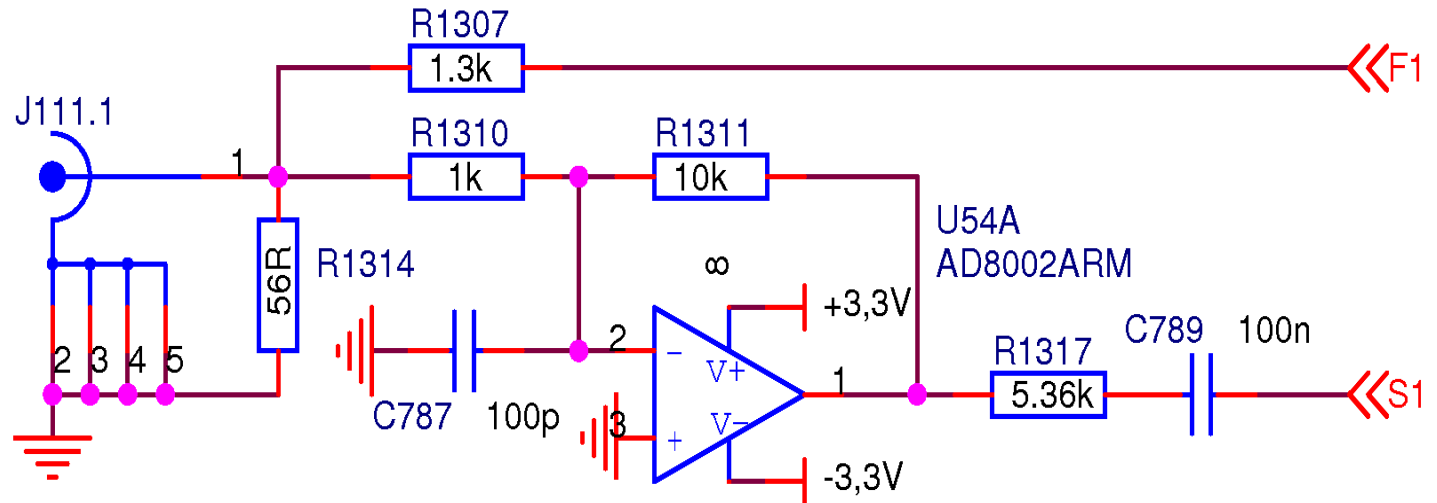 R1307
1.3k
F1
J111.1
1
R1310
1k
R1311
10k
U54A
AD8002ARM
56R
R1314
8
+3,3V
2
3
4
5
C787
100p
2
-
V+
3
+
V-
1
-3,3V
R1317
5.36k
C789
100n
S1